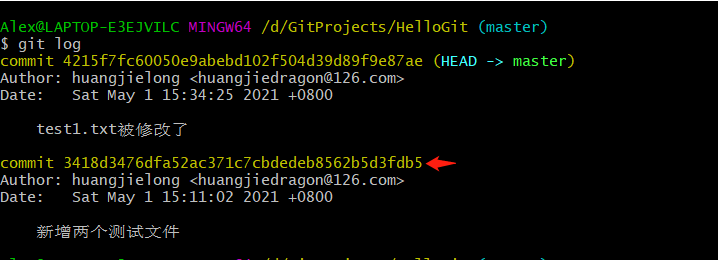 Alex@LAPTOP-E3EJVILC MINGW64 /d/GitProjects/HelloGit (master)
$ git log
commit 4215f7fc60050e9abebd102f504d39d89f9e87ae (HEAD -> master)
Author: huangjielong <huangjiedragon@126.com>
Date:   Sat May 1 15:34:25 2021 +0800
test1.txt被修改了
commit 3418d3476dfa52ac371c7cbdedeb8562b5d3fdb5
Author: huangjielong <huangjiedragon@126.com>
Date:   Sat May 1 15:11:02 2021 +0800
新增两个测试文件